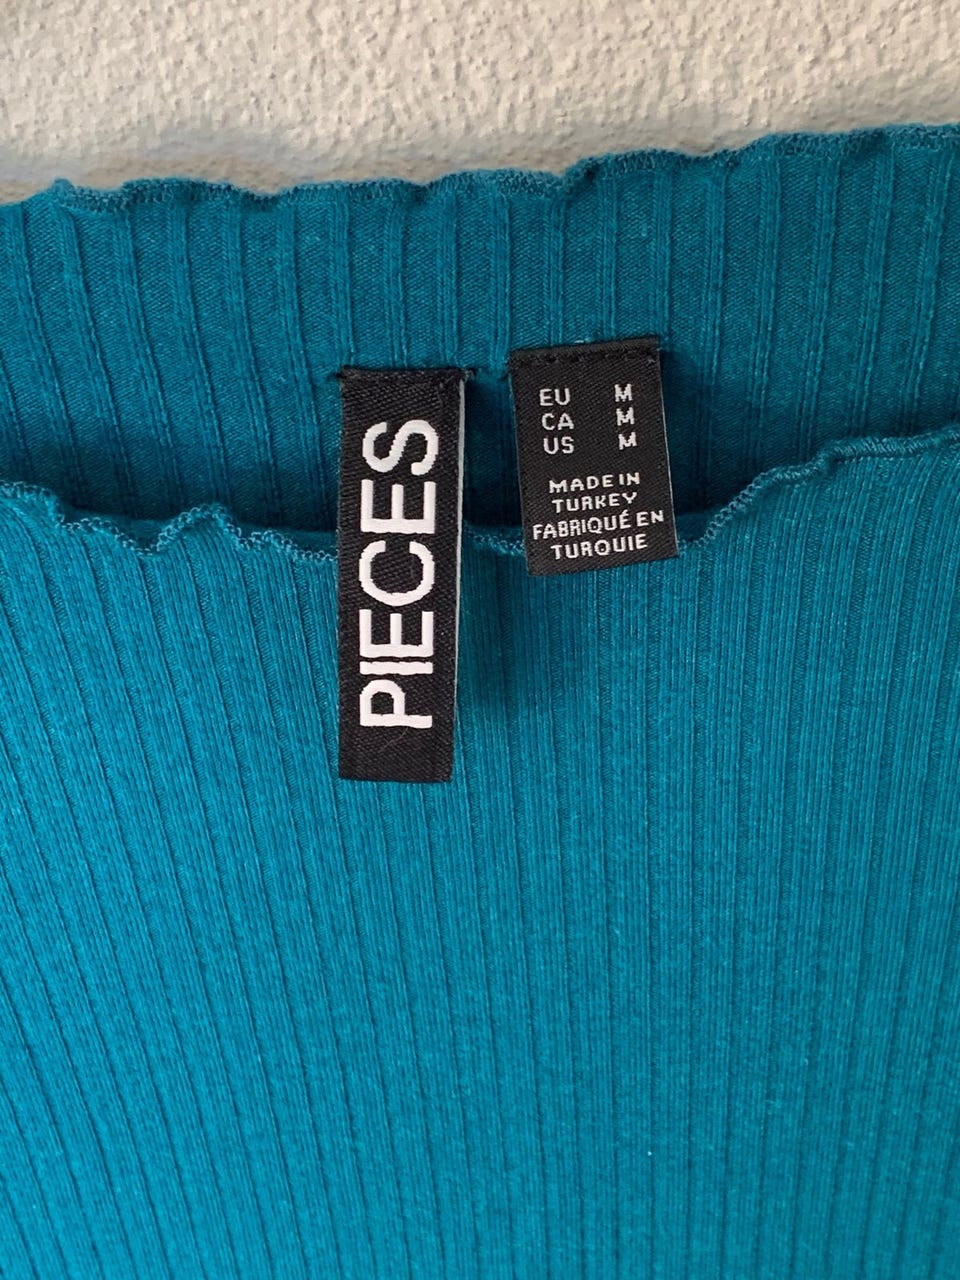 PIECES
EU M
CA M
US M
MADE IN
TURKEY
FABRIQUÉ EN
TURQUIE